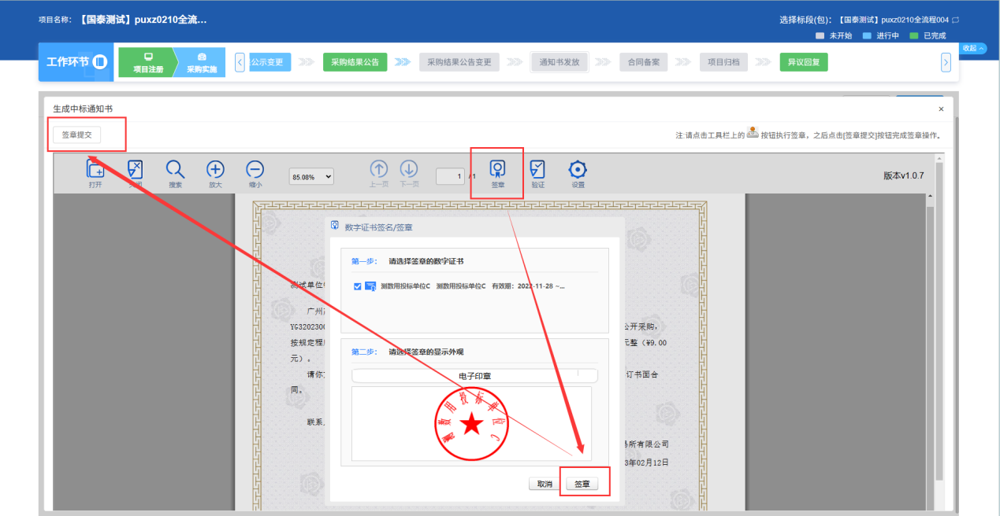 项目名称： 【国泰测试】puxz0210全流...
选择标段(包)： 【国泰测试】puxz0210全流程004
未开始 进行中 已完成
收起
工作环节
项目注册
采购实施
公示变更
采购结果公告
采购结果公告变更
通知书发放
合同备案
项目归档
异议回复
生成中标通知书
×
签章提交
注:请点击工具栏上的 按钮执行签章，之后点击[签章提交]按钮完成签章操作。
打开
关闭
搜索
放大
缩小
85.08%
上一页
下一页
1 /1
签章
验证
设置
版本v1.0.7
数字证书签名/签章
第一步： 请选择签章的数字证书
测试单位
测数用投标单位C 测数用投标单位C 有效期：2022-11-28 ~...
广州
YG3202300
公开采购，
按规定程
元整（¥9.00
元）。
第二步： 请选择签章的显示外观
请你
电子印章
订书面合
同。
测数用投标单位C
联系
易所有限公司
3年02月12日
取消
签章